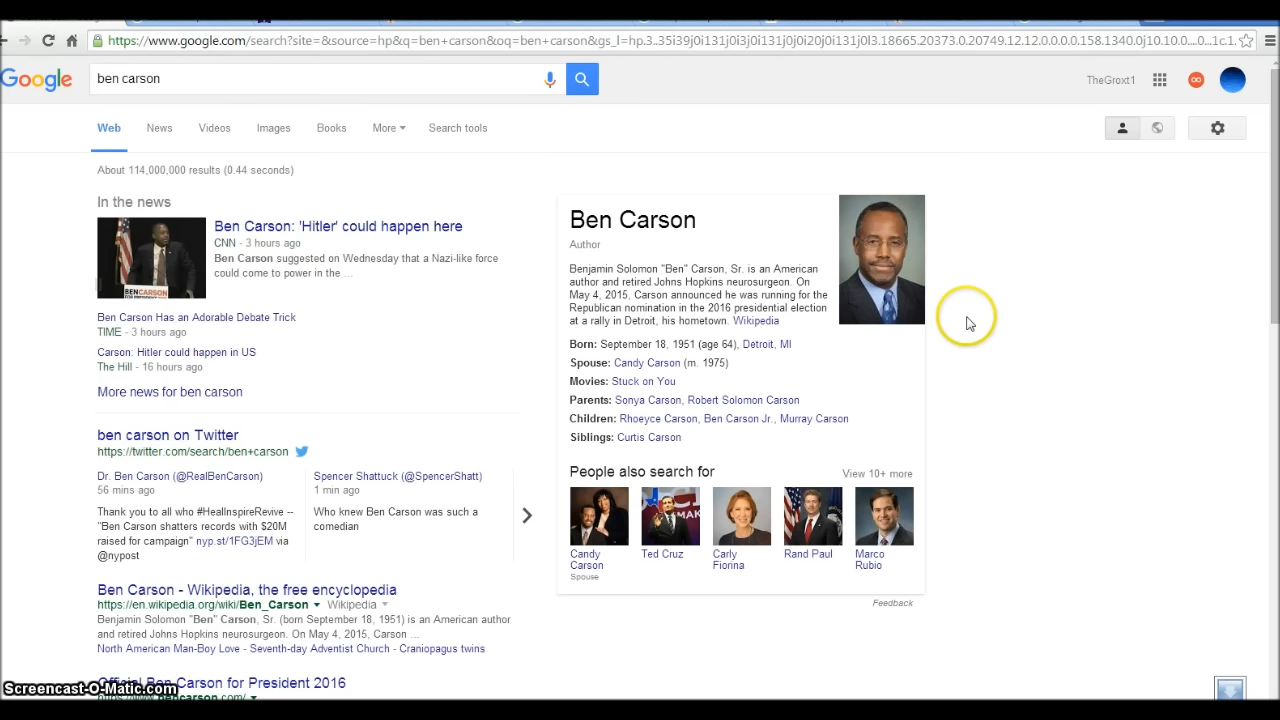 https://www.google.com/search?site=&source=hp&q=ben+carson&oq=ben+carson&gs_l=hp.3..35i39j0i131j0i3j0i131j0j0i20j0i131j0l3.18665.20373.0.20749.12.12.0.0.0.0.158.1340.0j10.10.0....0...1c.1.
Google
ben carson
TheGroxt1
Web
News
Videos
Images
Books
More
Search tools
About 114,000,000 results (0.44 seconds)
In the news
Ben Carson: 'Hitler' could happen here
CNN - 3 hours ago
Ben Carson suggested on Wednesday that a Nazi-like force
could come to power in the ...
BENCARSON
Ben Carson Has an Adorable Debate Trick
TIME - 3 hours ago
Carson: Hitler could happen in US
The Hill - 16 hours ago
More news for ben carson
ben carson on Twitter
https://twitter.com/search/ben+carson
Dr. Ben Carson (@RealBenCarson)
56 mins ago
Thank you to all who #HealInspireRevive --
"Ben Carson shatters records with $20M
raised for campaign" nyp.st/1FG3jEM via
@nypost
Spencer Shattuck (@SpencerShatt)
1 min ago
Who knew Ben Carson was such a
comedian
Ben Carson - Wikipedia, the free encyclopedia
https://en.wikipedia.org/wiki/Ben_Carson
Wikipedia
Benjamin Solomon "Ben" Carson, Sr. (born September 18, 1951) is an American author
and retired Johns Hopkins neurosurgeon. On May 4, 2015, Carson ...
North American Man-Boy Love - Seventh-day Adventist Church - Craniopagus twins
Official Ben Carson for President 2016
https://www.bencarson.com/
Ben Carson
Author
Benjamin Solomon "Ben" Carson, Sr. is an American
author and retired Johns Hopkins neurosurgeon. On
May 4, 2015, Carson announced he was running for the
Republican nomination in the 2016 presidential election
at a rally in Detroit, his hometown. Wikipedia
Born: September 18, 1951 (age 64), Detroit, MI
Spouse: Candy Carson (m. 1975)
Movies: Stuck on You
Parents: Sonya Carson, Robert Solomon Carson
Children: Rhoeyce Carson, Ben Carson Jr., Murray Carson
Siblings: Curtis Carson
People also search for
View 10+ more
Candy
Carson
Spouse
Ted Cruz
Carly
Fiorina
Rand Paul
Marco
Rubio
Feedback
Screencast-O-Matic.com